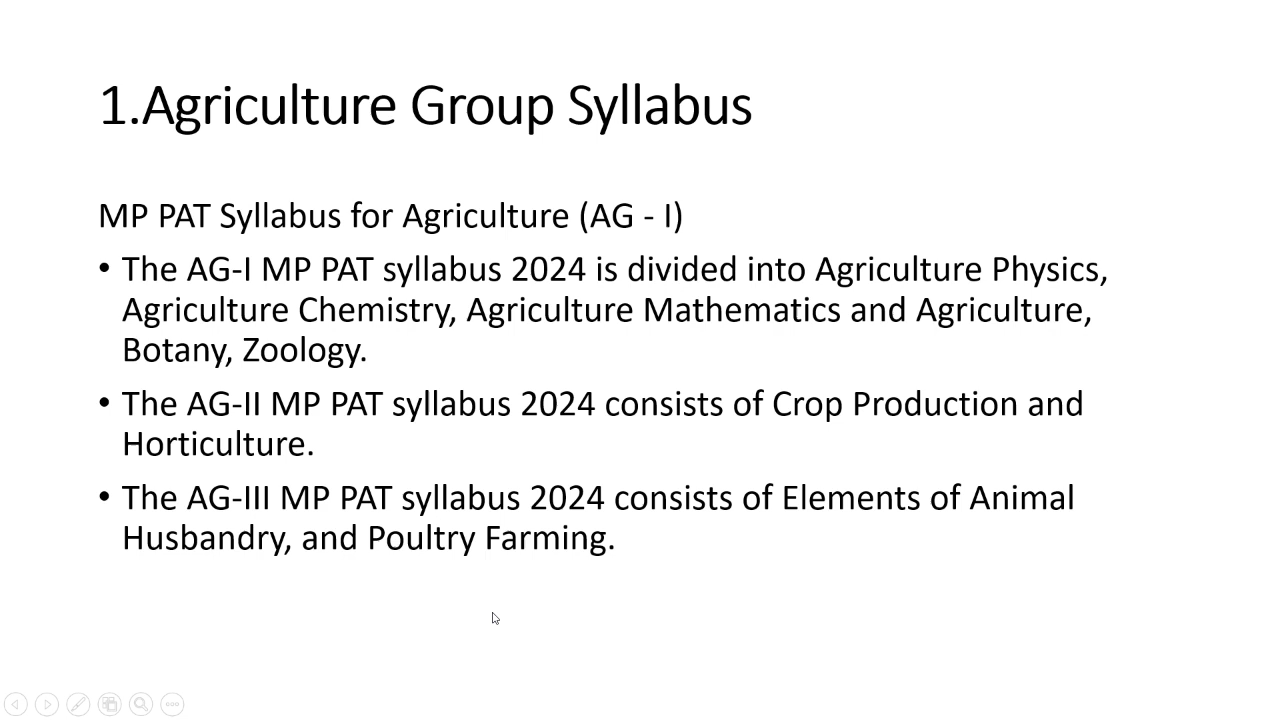 1.Agriculture Group Syllabus
MP PAT Syllabus for Agriculture (AG - I)
• The AG-I MP PAT syllabus 2024 is divided into Agriculture Physics,
Agriculture Chemistry, Agriculture Mathematics and Agriculture,
Botany, Zoology.
• The AG-II MP PAT syllabus 2024 consists of Crop Production and
Horticulture.
• The AG-III MP PAT syllabus 2024 consists of Elements of Animal
Husbandry, and Poultry Farming.